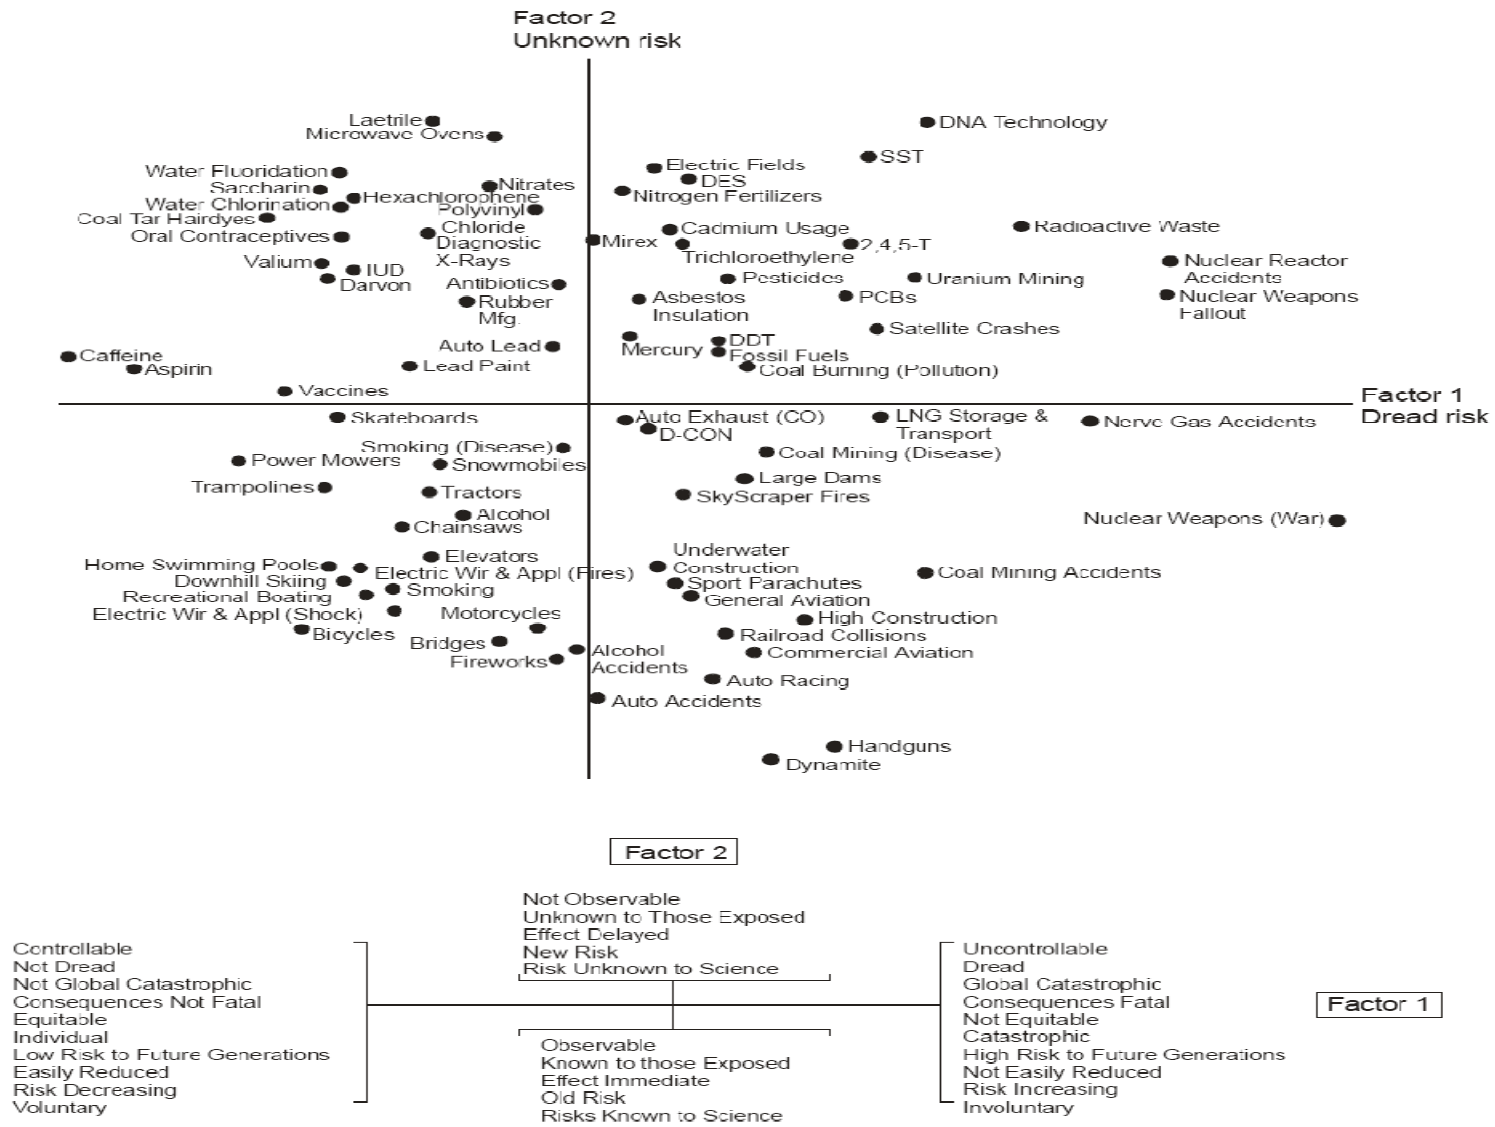 Factor 2
Unknown risk
Laetrile
Microwave Ovens
DNA Technology
SST
Water Fluoridation
Electric Fields
Saccharin
Nitrates
DES
Water Chlorination
Hexachlorophene
Nitrogen Fertilizers
Coal Tar Hairdyes
Polyvinyl
Chloride
Oral Contraceptives
Diagnostic
X-Rays
Mirex
Cadmium Usage
Trichloroethylene
2,4,5-T
Radioactive Waste
Valium
IUD
Darvon
Antibiotics
Pesticides
Uranium Mining
Nuclear Reactor
Accidents
Rubber
Mfg.
Asbestos
Insulation
PCBs
Nuclear Weapons
Fallout
Satellite Crashes
Auto Lead
Mercury
DDT
Fossil Fuels
Caffeine
Aspirin
Lead Paint
Coal Burning (Pollution)
Vaccines
Factor 1
Dread risk
Skateboards
Auto Exhaust (CO)
D-CON
LNG Storage &
Transport
Nerve Gas Accidents
Smoking (Disease)
Coal Mining (Disease)
Power Mowers
Snowmobiles
Trampolines
Tractors
Large Dams
SkyScraper Fires
Alcohol
Chainsaws
Nuclear Weapons (War)
Elevators
Underwater
Construction
Home Swimming Pools
Electric Wir & Appl (Fires)
Coal Mining Accidents
Downhill Skiing
Smoking
Sport Parachutes
Recreational Boating
General Aviation
Electric Wir & Appl (Shock)
Motorcycles
High Construction
Bicycles
Bridges
Railroad Collisions
Fireworks
Alcohol
Accidents
Commercial Aviation
Auto Racing
Auto Accidents
Handguns
Dynamite
Factor 2
Not Observable
Unknown to Those Exposed
Effect Delayed
New Risk
Risk Unknown to Science
Controllable
Not Dread
Not Global Catastrophic
Consequences Not Fatal
Equitable
Individual
Low Risk to Future Generations
Easily Reduced
Risk Decreasing
Voluntary
Uncontrollable
Dread
Global Catastrophic
Consequences Fatal
Not Equitable
Catastrophic
High Risk to Future Generations
Not Easily Reduced
Risk Increasing
Involuntary
Factor 1
Observable
Known to those Exposed
Effect Immediate
Old Risk
Risks Known to Science